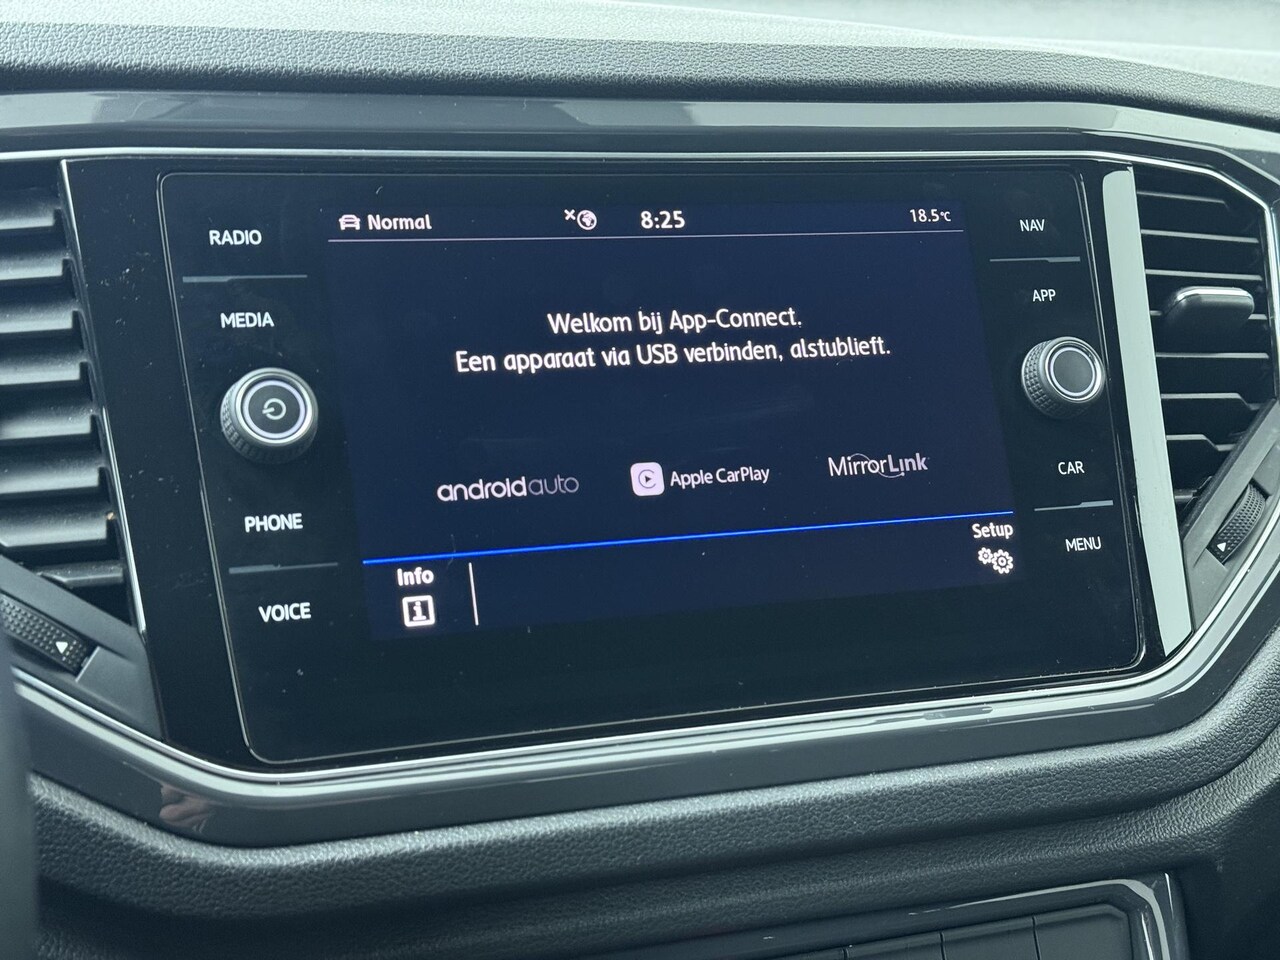 RADIO
MEDIA
PHONE
VOICE
Normal
8:25
18.5°C
Welkom bij App-Connect.
Een apparaat via USB verbinden, alstublieft.
androidauto
Apple CarPlay
MirrorLink
Info
Setup
NAV
APP
CAR
MENU